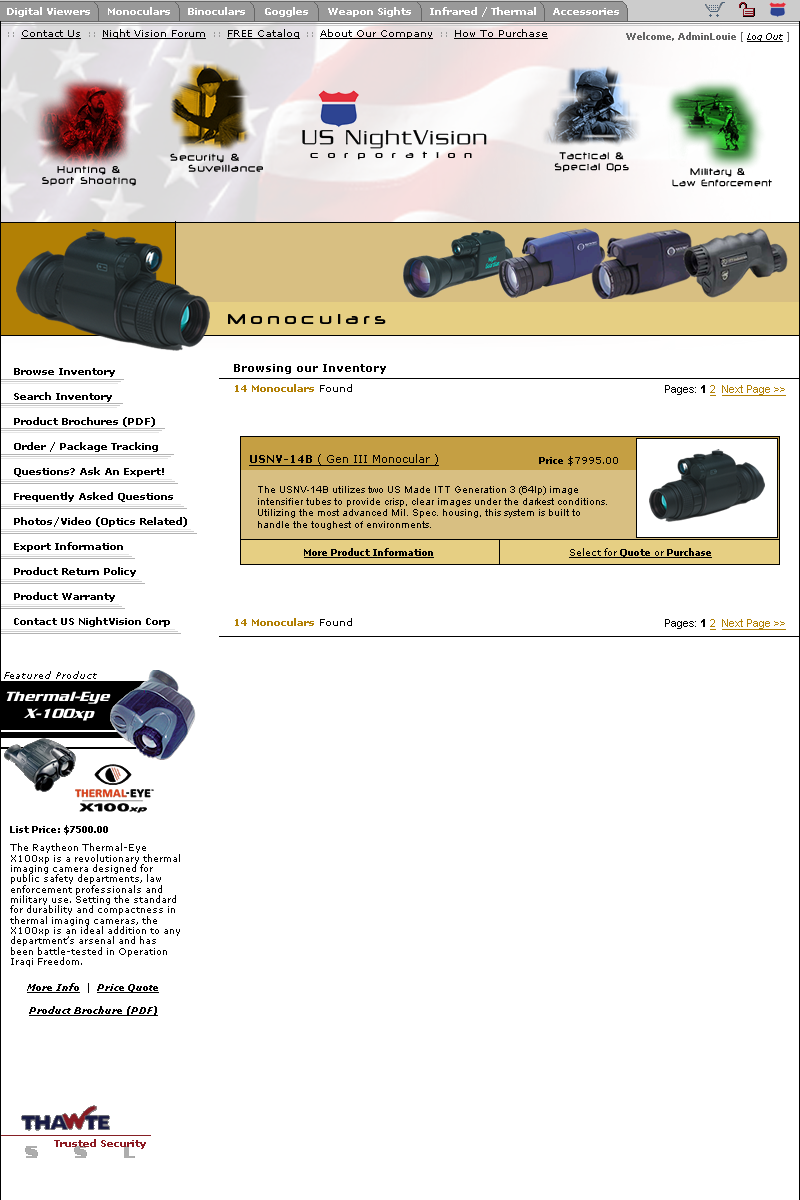 Digital Viewers Monoculars Binoculars Goggles Weapon Sights Infrared / Thermal Accessories
:: Contact Us :: Night Vision Forum :: FREE Catalog :: About Our Company :: How To Purchase
Welcome, AdminLouie [ Log Out ]
Hunting &
Sport Shooting
Security &
Suveillance
US NightVision
corporation
Tactical &
Special Ops
Military &
Law Enforcement
Monoculars
Browse Inventory
Search Inventory
Product Brochures (PDF)
Order / Package Tracking
Questions? Ask An Expert!
Frequently Asked Questions
Photos/Video (Optics Related)
Export Information
Product Return Policy
Product Warranty
Contact US NightVision Corp
Browsing our Inventory
14 Monoculars Found
Pages: 1 2 Next Page >>
USNV-14B ( Gen III Monocular )
Price $7995.00
The USNV-14B utilizes two US Made ITT Generation 3 (64lp) image
intensifier tubes to provide crisp, clear images under the darkest conditions.
Utilizing the most advanced Mil. Spec. housing, this system is built to
handle the toughest of environments.
More Product Information
Select for Quote or Purchase
14 Monoculars Found
Pages: 1 2 Next Page >>
Featured Product
Thermal-Eye
X-100xp
THERMAL-EYE
X100xp
List Price: $7500.00
The Raytheon Thermal-Eye
X100xp is a revolutionary thermal
imaging camera designed for
public safety departments, law
enforcement professionals and
military use. Setting the standard
for durability and compactness in
thermal imaging cameras, the
X100xp is an ideal addition to any
department's arsenal and has
been battle-tested in Operation
Iraqi Freedom.
More Info | Price Quote
Product Brochure (PDF)
THAWTE
Trusted Security
S S L